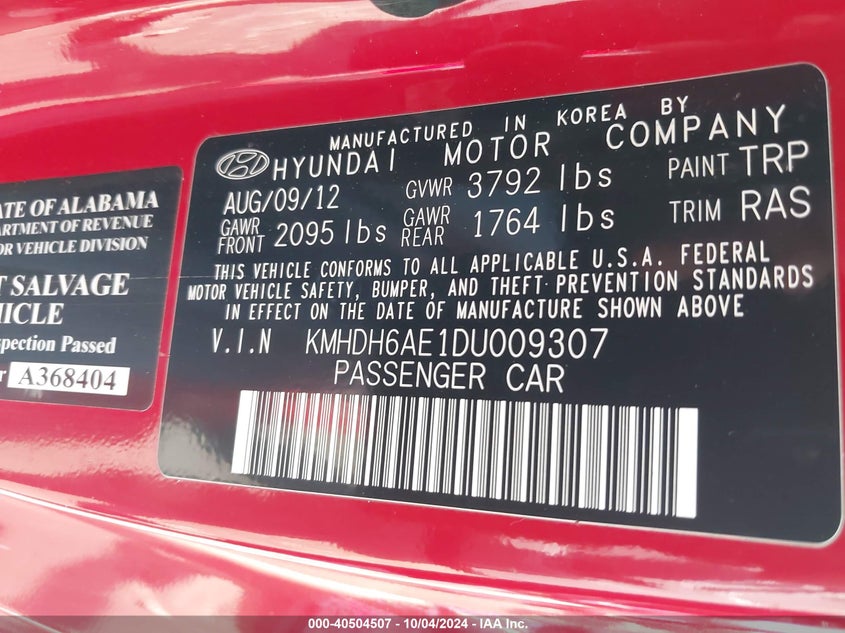 MANUFACTURED IN KOREA BY
HYUNDAI MOTOR COMPANY
AUG/09/12 GVWR 3792 lbs PAINT TRP
GAWR FRONT 2095 lbs GAWR REAR 1764 lbs TRIM RAS
THIS VEHICLE CONFORMS TO ALL APPLICABLE U.S.A. FEDERAL
MOTOR VEHICLE SAFETY, BUMPER, AND THEFT PREVENTION STANDARDS
IN EFFECT ON THE DATE OF MANUFACTURE SHOWN ABOVE
V.I.N KMHDH6AE1DU009307
PASSENGER CAR
ATE OF ALABAMA
PARTMENT OF REVENUE
OR VEHICLE DIVISION
T SALVAGE
HICLE
spection Passed
r A368404
000-40504507 - 10/04/2024 - IAA Inc.